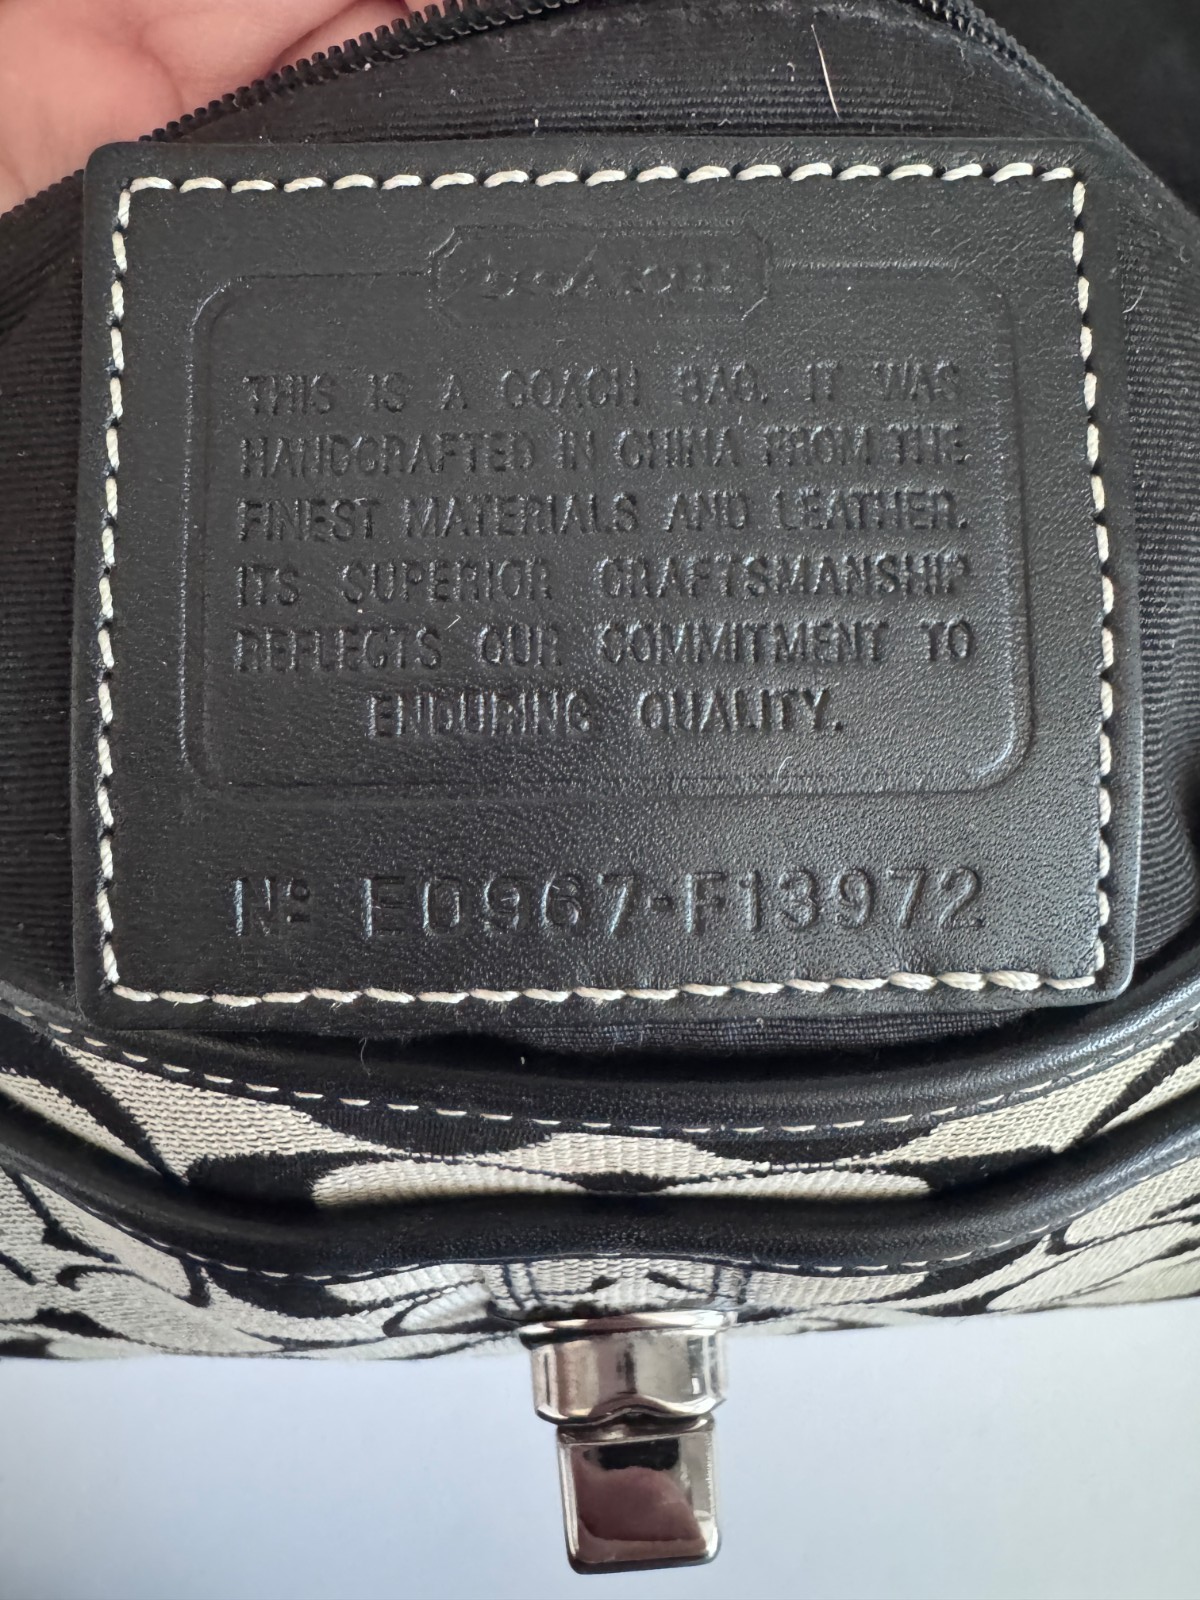 THIS IS A COACH BAG. IT WAS
HANDCRAFTED IN CHINA FROM THE
FINEST MATERIALS AND LEATHER.
ITS SUPERIOR CRAFTSMANSHIP
REFLECTS OUR COMMITMENT TO
ENDURING QUALITY.
Nº E0967-F13972